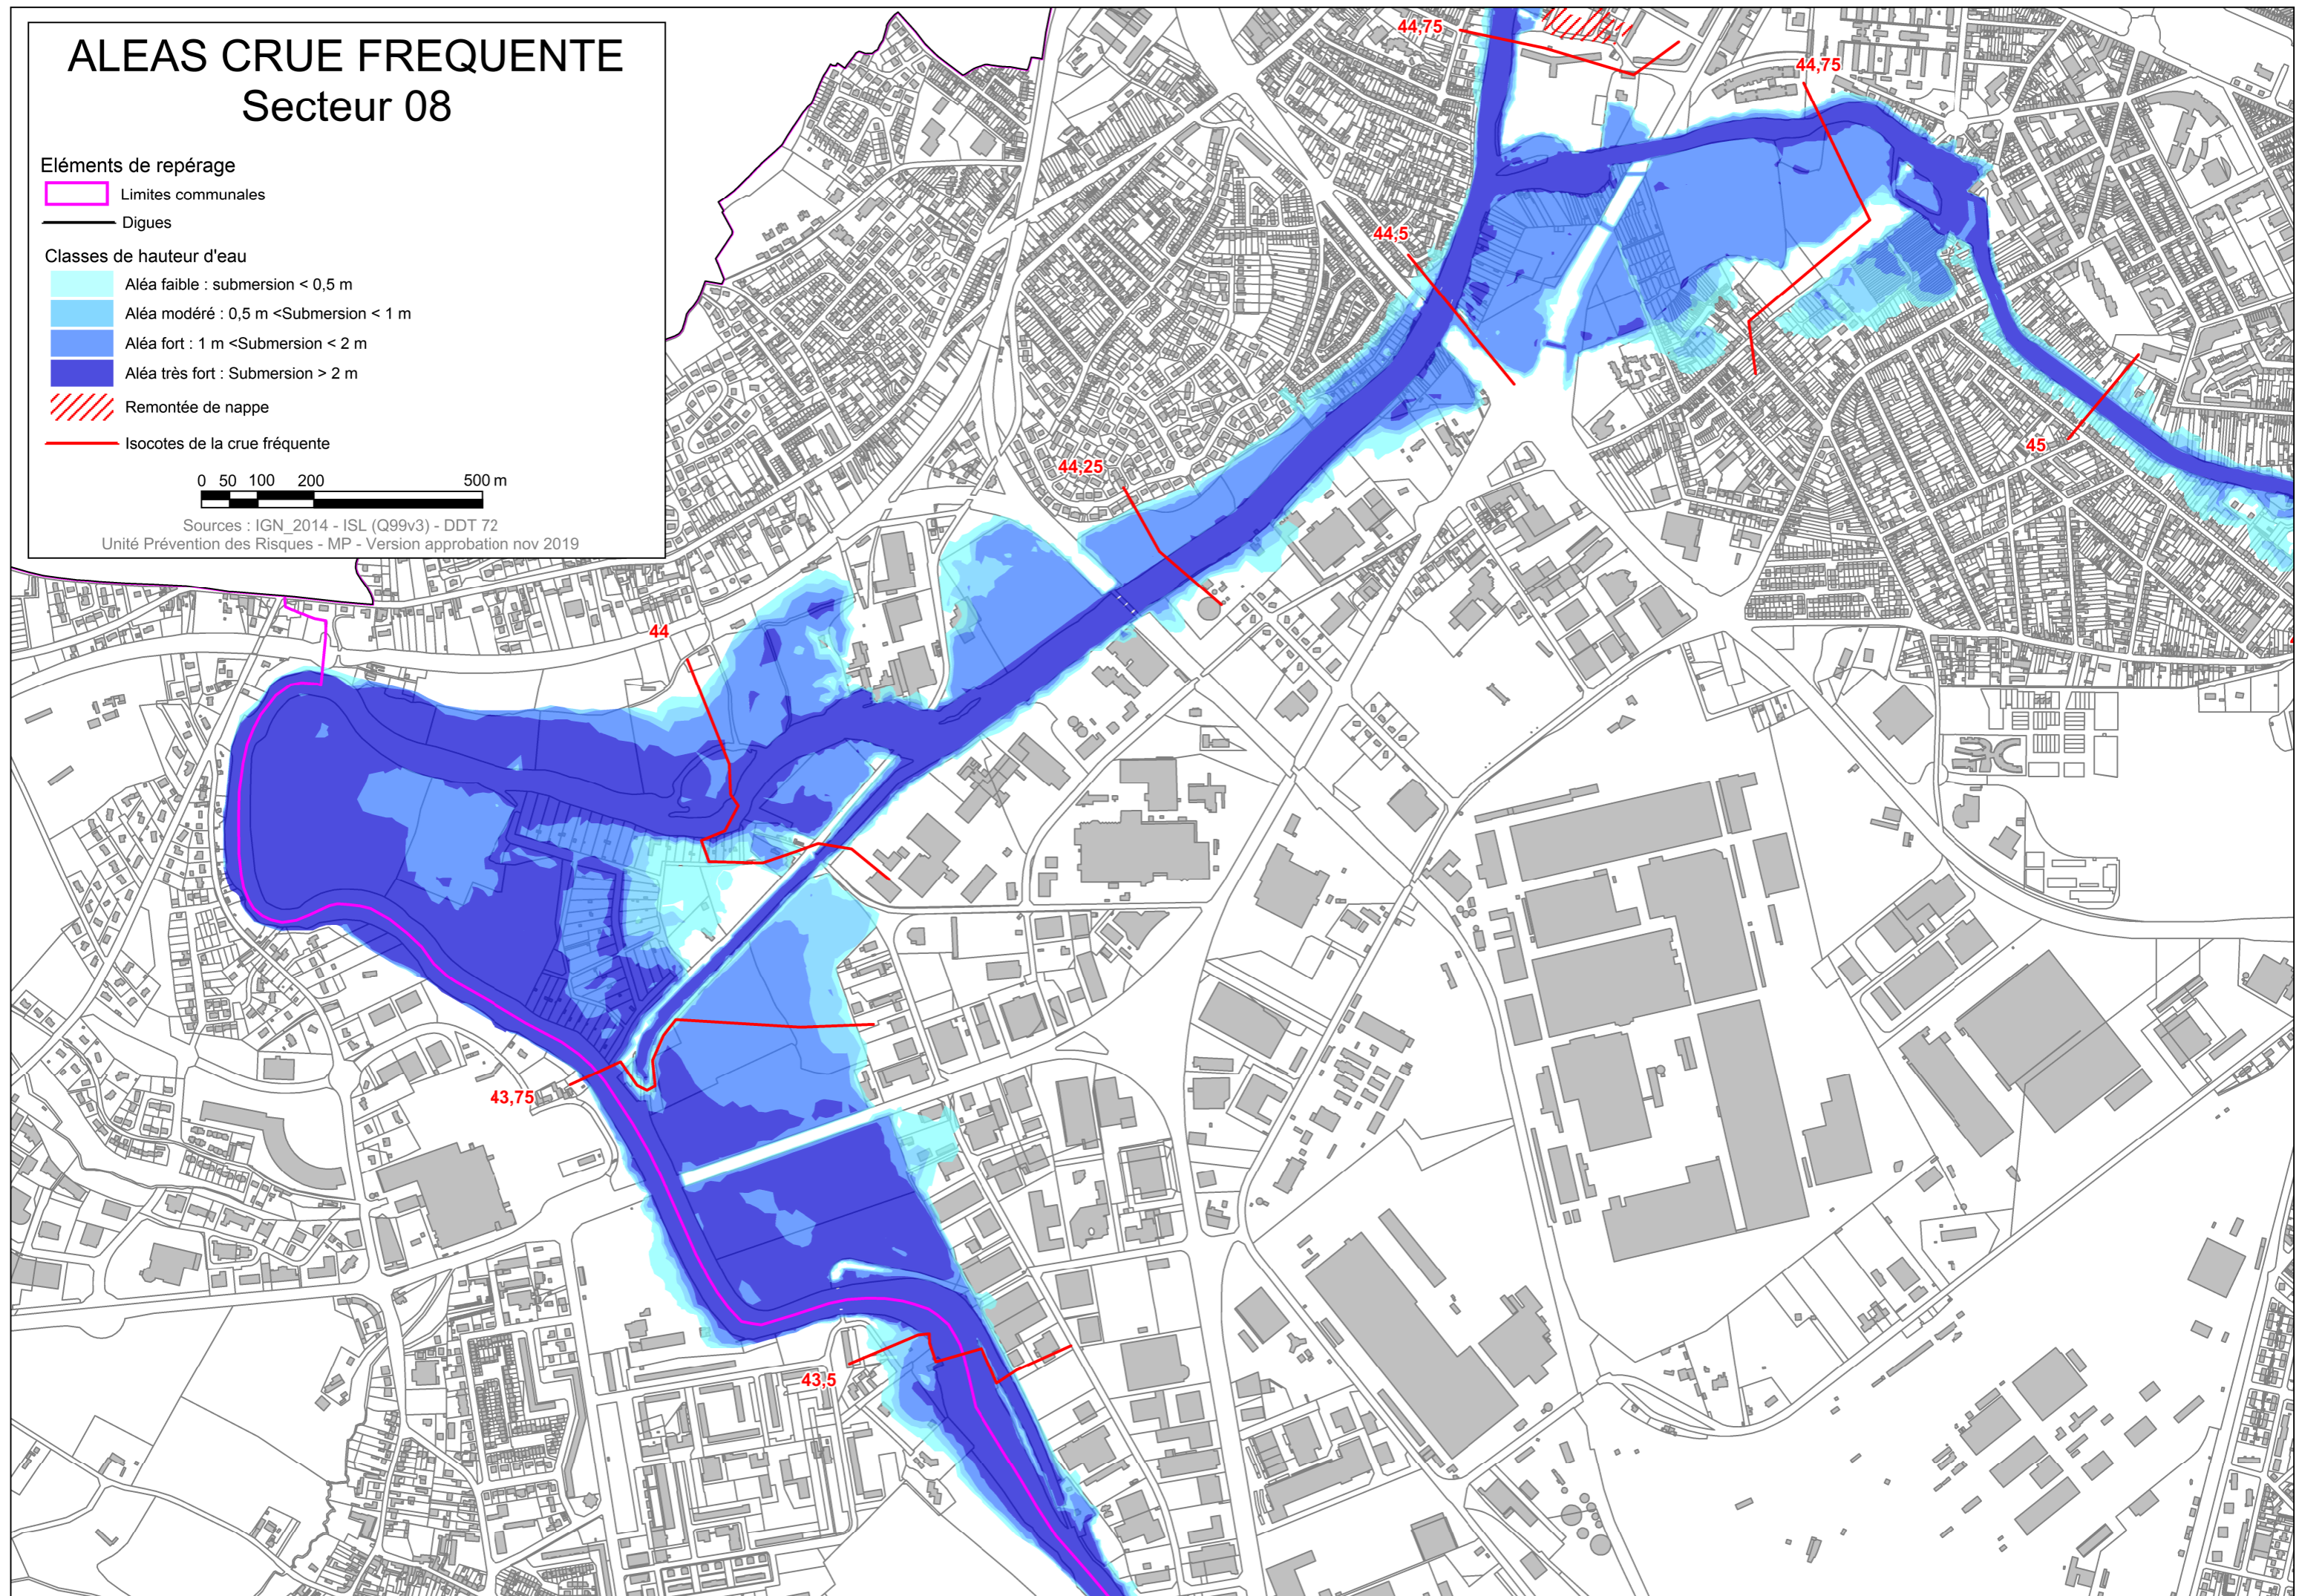 ALEAS CRUE FREQUENTE
Secteur 08
Eléments de repérage
Limites communales
Digues
Classes de hauteur d'eau
Aléa faible : submersion < 0,5 m
Aléa modéré : 0,5 m <Submersion < 1 m
Aléa fort : 1 m <Submersion < 2 m
Aléa très fort : Submersion > 2 m
Remontée de nappe
Isocotes de la crue fréquente
0 50 100 200 500 m
Sources : IGN_2014 - ISL (Q99v3) - DDT 72
Unité Prévention des Risques - MP - Version approbation nov 2019
44,75
44,75
44,5
45
44,25
44
43,75
43,5